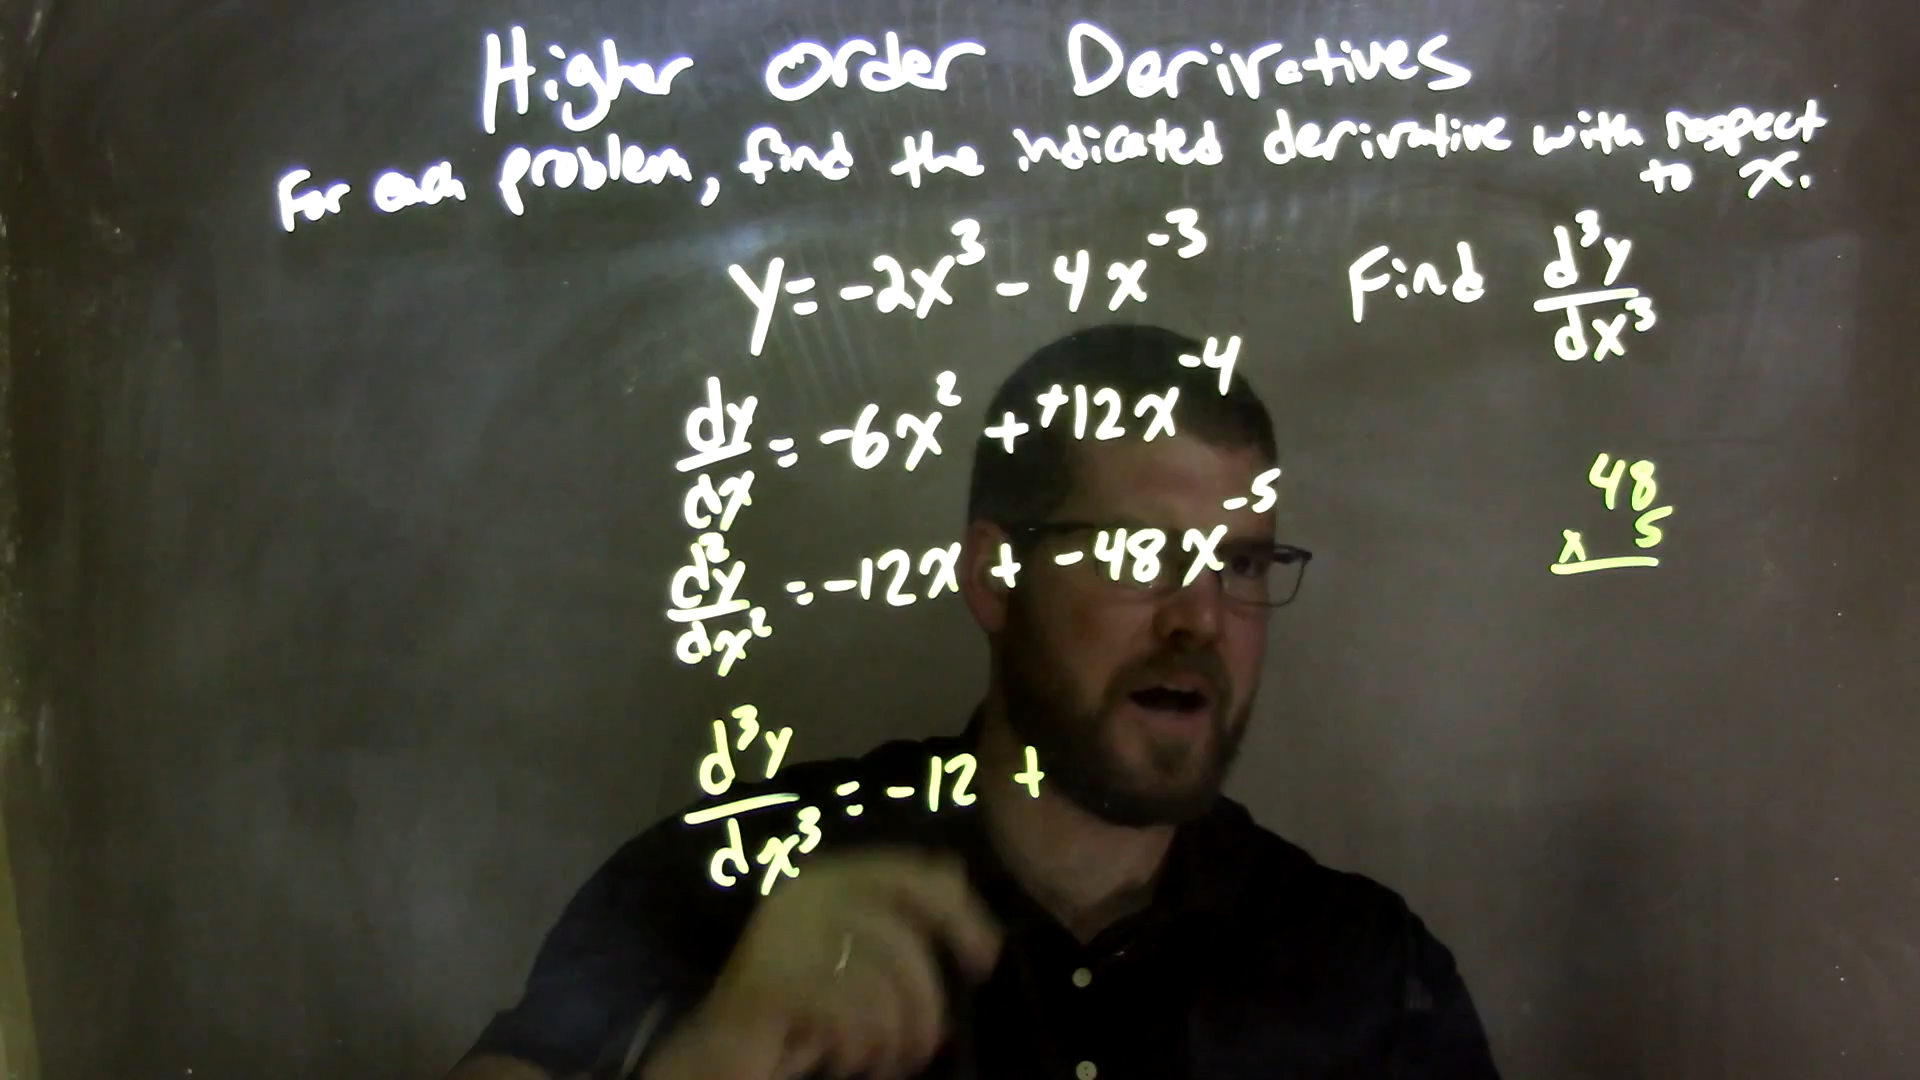 Higher Order Derivatives
For each problem, find the indicated derivative with respect
to x.
y = -2x³ - 4x⁻³ Find d³y/dx³
dy/dx = -6x² + +12x⁻⁴
d²y/dx² = -12x + -48x⁻⁵
48
x 5
d³y/dx³ = -12 +